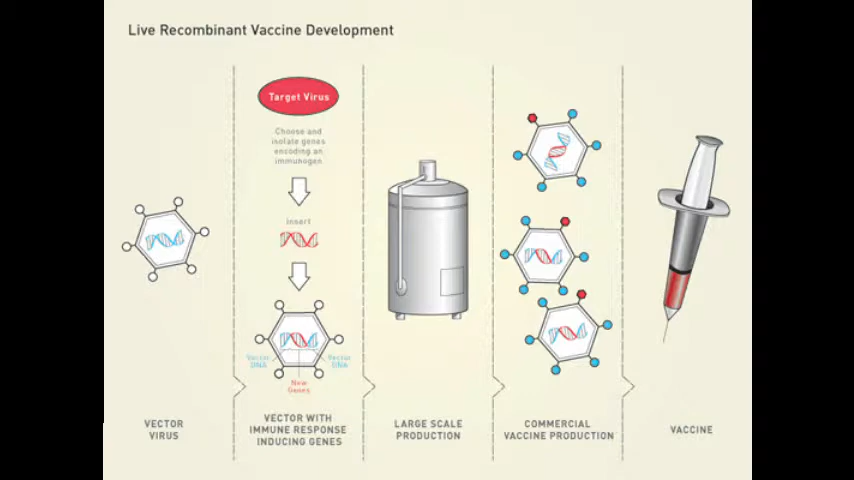 Live Recombinant Vaccine Development
Target Virus
Choose and
isolate genes
encoding an
immunogen
Insert
Vector
DNA
Vector
DNA
New
Genes
VECTOR
VIRUS
VECTOR WITH
IMMUNE RESPONSE
INDUCING GENES
LARGE SCALE
PRODUCTION
COMMERCIAL
VACCINE PRODUCTION
VACCINE